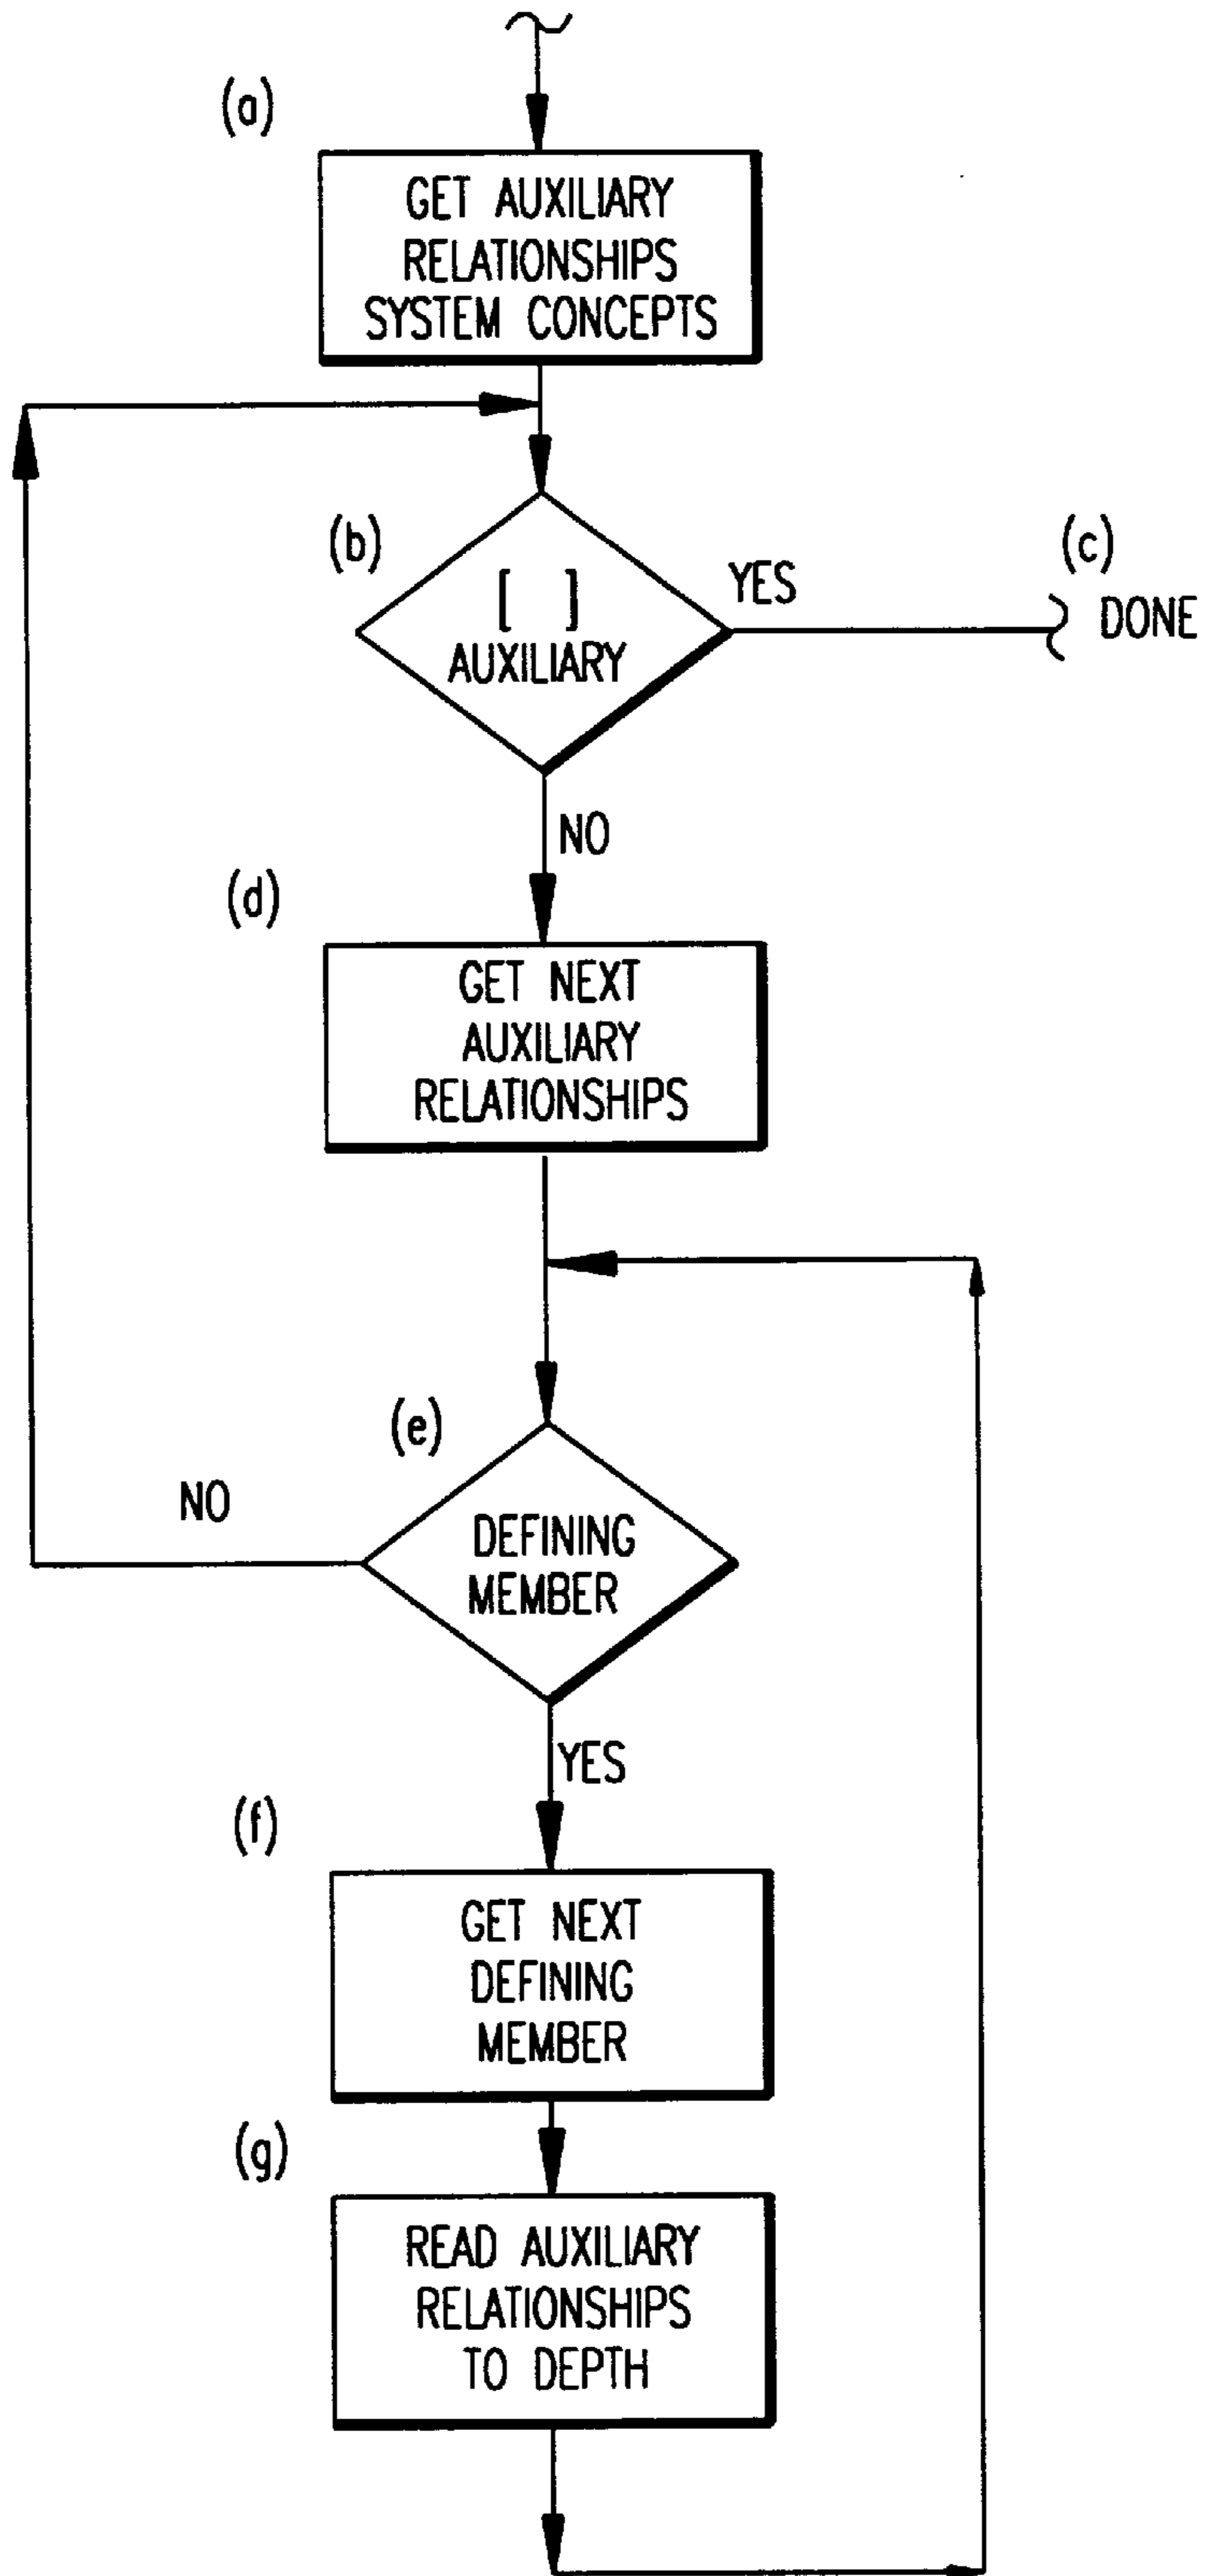 (a)
GET AUXILIARY
RELATIONSHIPS
SYSTEM CONCEPTS
(b)
[ ]
AUXILIARY
YES
(c)
DONE
NO
(d)
GET NEXT
AUXILIARY
RELATIONSHIPS
(e)
DEFINING
MEMBER
NO
YES
(f)
GET NEXT
DEFINING
MEMBER
(g)
READ AUXILIARY
RELATIONSHIPS
TO DEPTH